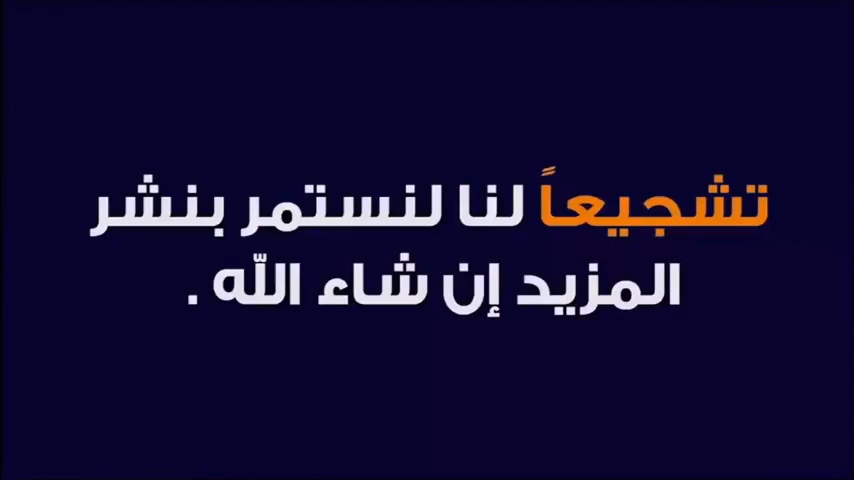 تشجيعاً لنا لنستمر بنشر
المزيد إن شاء الله .